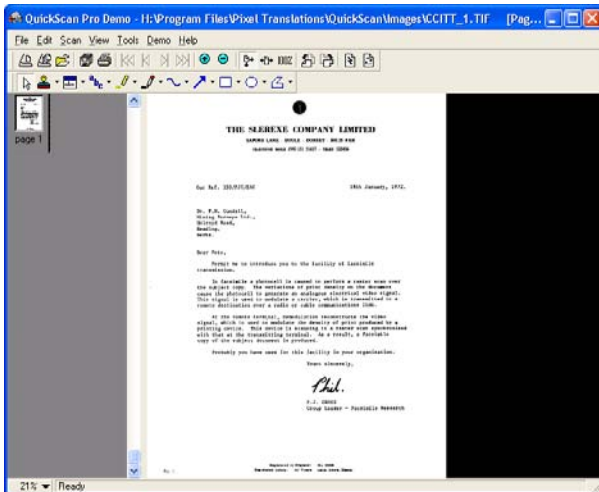 QuickScan Pro Demo - H:\Program Files\Pixel Translations\QuickScan\Images\CCITT_1.TIF [Pag...
File Edit Scan View Tools Demo Help
page 1
THE SLEREXE COMPANY LIMITED
SAPORS LANE - BOOLE - DORSET - BH 25 8 ER
Our Ref. 18th January, 1972.
Dr. P.N. Cundall,
Mining Surveys Ltd.,
Holroyd Road,
Reading,
Berks.
Dear Pete,
Permit me to introduce you to the facility of facsimile
transmission.
In facsimile a photocell is caused to perform a raster scan over
the subject copy. The variations of print density on the document
cause the photocell to generate an analogous electrical video signal.
This signal is used to modulate a carrier, which is transmitted to a
remote destination over a radio or cable communications link.
At the remote terminal, demodulation reconstructs the video
signal, which is used to modulate the density of print produced by a
printing device. This device is scanning in a raster scan synchronised
with that at the transmitting terminal. As a result, a facsimile
copy of the subject document is produced.
Probably you have uses for this facility in your organisation.
Yours sincerely,
Phil.
P.J. CROSS
Group Leader - Facsimile Research
21% Ready